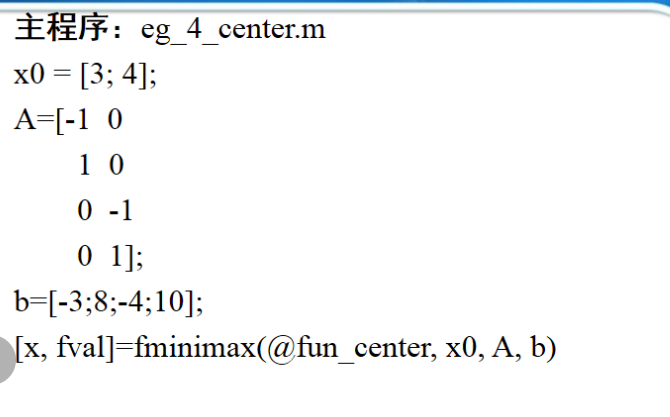 主程序：eg_4_center.m
x0 = [3; 4];
A=[-1 0
1 0
0 -1
0 1];
b=[-3;8;-4;10];
[x, fval]=fminimax(@fun_center, x0, A, b)